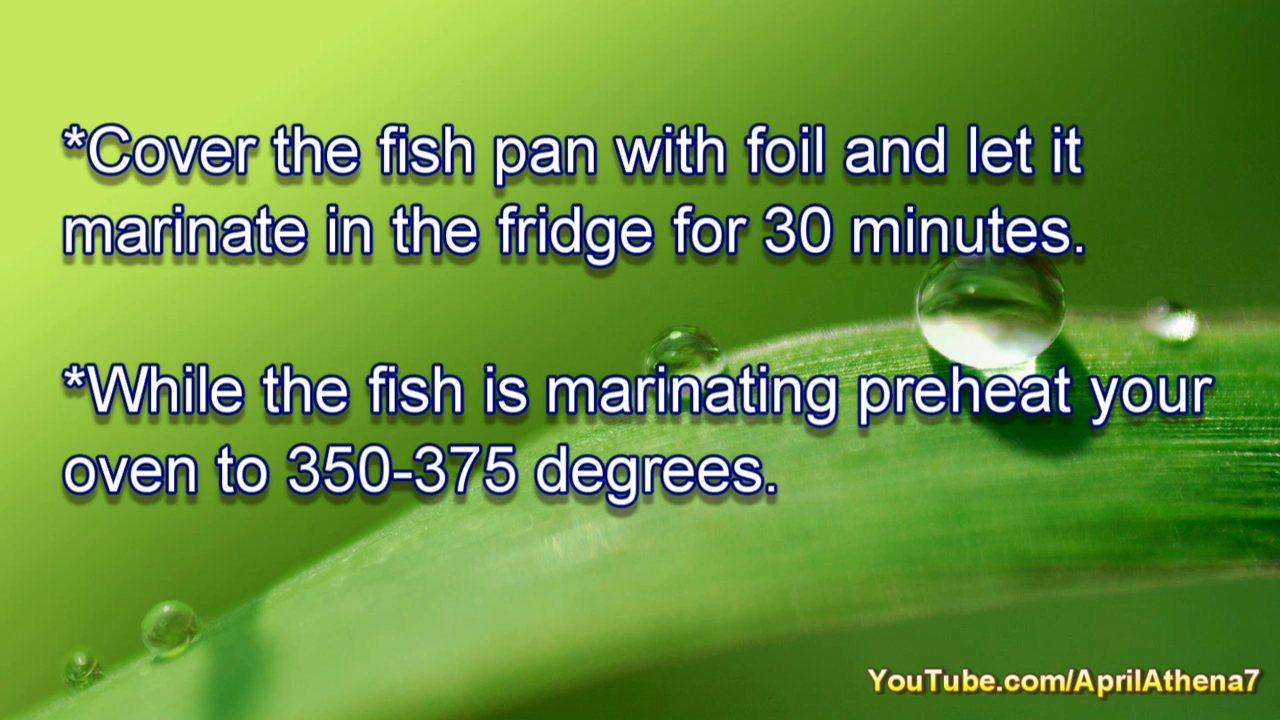 *Cover the fish pan with foil and let it
marinate in the fridge for 30 minutes.
*While the fish is marinating preheat your
oven to 350-375 degrees.
YouTube.com/AprilAthena7